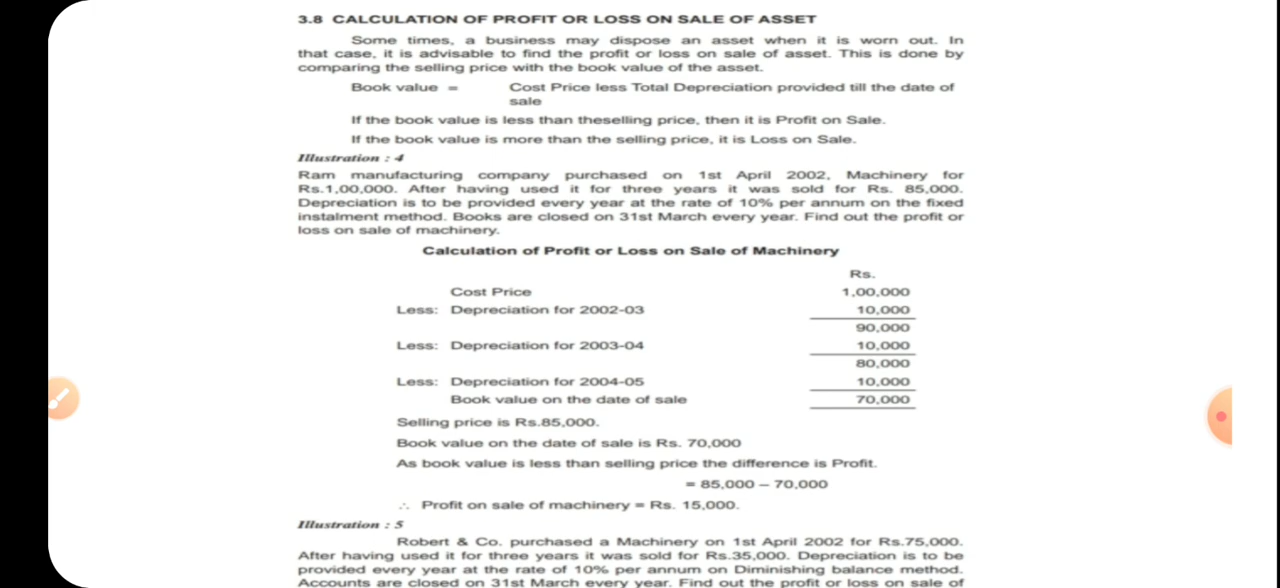 3.8 CALCULATION OF PROFIT OR LOSS ON SALE OF ASSET
Some times, a business may dispose an asset when it is worn out. In
that case, it is advisable to find the profit or loss on sale of asset. This is done by
comparing the selling price with the book value of the asset.
Book value = Cost Price less Total Depreciation provided till the date of
sale
If the book value is less than theselling price, then it is Profit on Sale.
If the book value is more than the selling price, it is Loss on Sale.
Illustration : 4
Ram manufacturing company purchased on 1st April 2002, Machinery for
Rs.1,00,000. After having used it for three years it was sold for Rs. 85,000.
Depreciation is to be provided every year at the rate of 10% per annum on the fixed
instalment method. Books are closed on 31st March every year. Find out the profit or
loss on sale of machinery.
Calculation of Profit or Loss on Sale of Machinery
Rs.
Cost Price 1,00,000
Less: Depreciation for 2002-03 10,000
90,000
Less: Depreciation for 2003-04 10,000
80,000
Less: Depreciation for 2004-05 10,000
Book value on the date of sale 70,000
Selling price is Rs.85,000.
Book value on the date of sale is Rs. 70,000
As book value is less than selling price the difference is Profit.
= 85,000 – 70,000
∴ Profit on sale of machinery = Rs. 15,000.
Illustration : 5
Robert & Co. purchased a Machinery on 1st April 2002 for Rs.75,000.
After having used it for three years it was sold for Rs.35,000. Depreciation is to be
provided every year at the rate of 10% per annum on Diminishing balance method.
Accounts are closed on 31st March every year. Find out the profit or loss on sale of